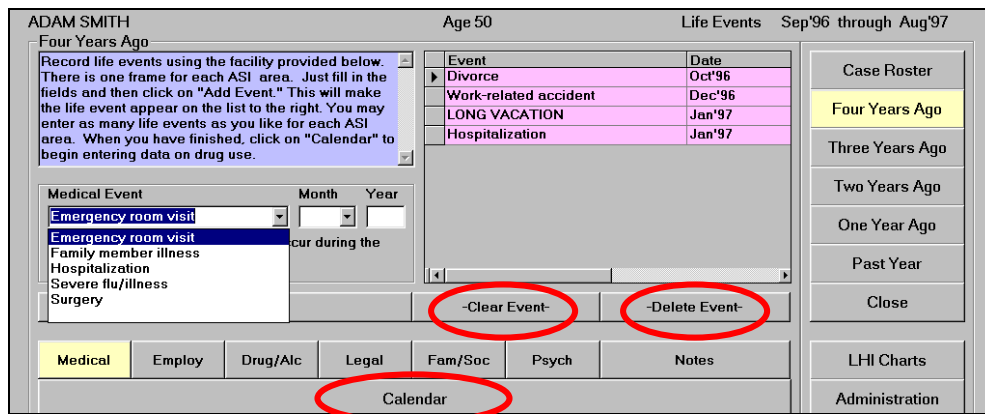 ADAM SMITH Age 50 Life Events Sep'96 through Aug'97
Four Years Ago
Record life events using the facility provided below.
There is one frame for each ASI area. Just fill in the
fields and then click on "Add Event." This will make
the life event appear on the list to the right. You may
enter as many life events as you like for each ASI
area. When you have finished, click on "Calendar" to
begin entering data on drug use.
Event Date
Divorce Oct'96
Work-related accident Dec'96
LONG VACATION Jan'97
Hospitalization Jan'97
Medical Event Month Year
Emergency room visit
Emergency room visit
Family member illness
Hospitalization
Severe flu/illness
Surgery
during the
-Clear Event- -Delete Event-
Medical Employ Drug/Alc Legal Fam/Soc Psych Notes
Calendar
Case Roster
Four Years Ago
Three Years Ago
Two Years Ago
One Year Ago
Past Year
Close
LHI Charts
Administration